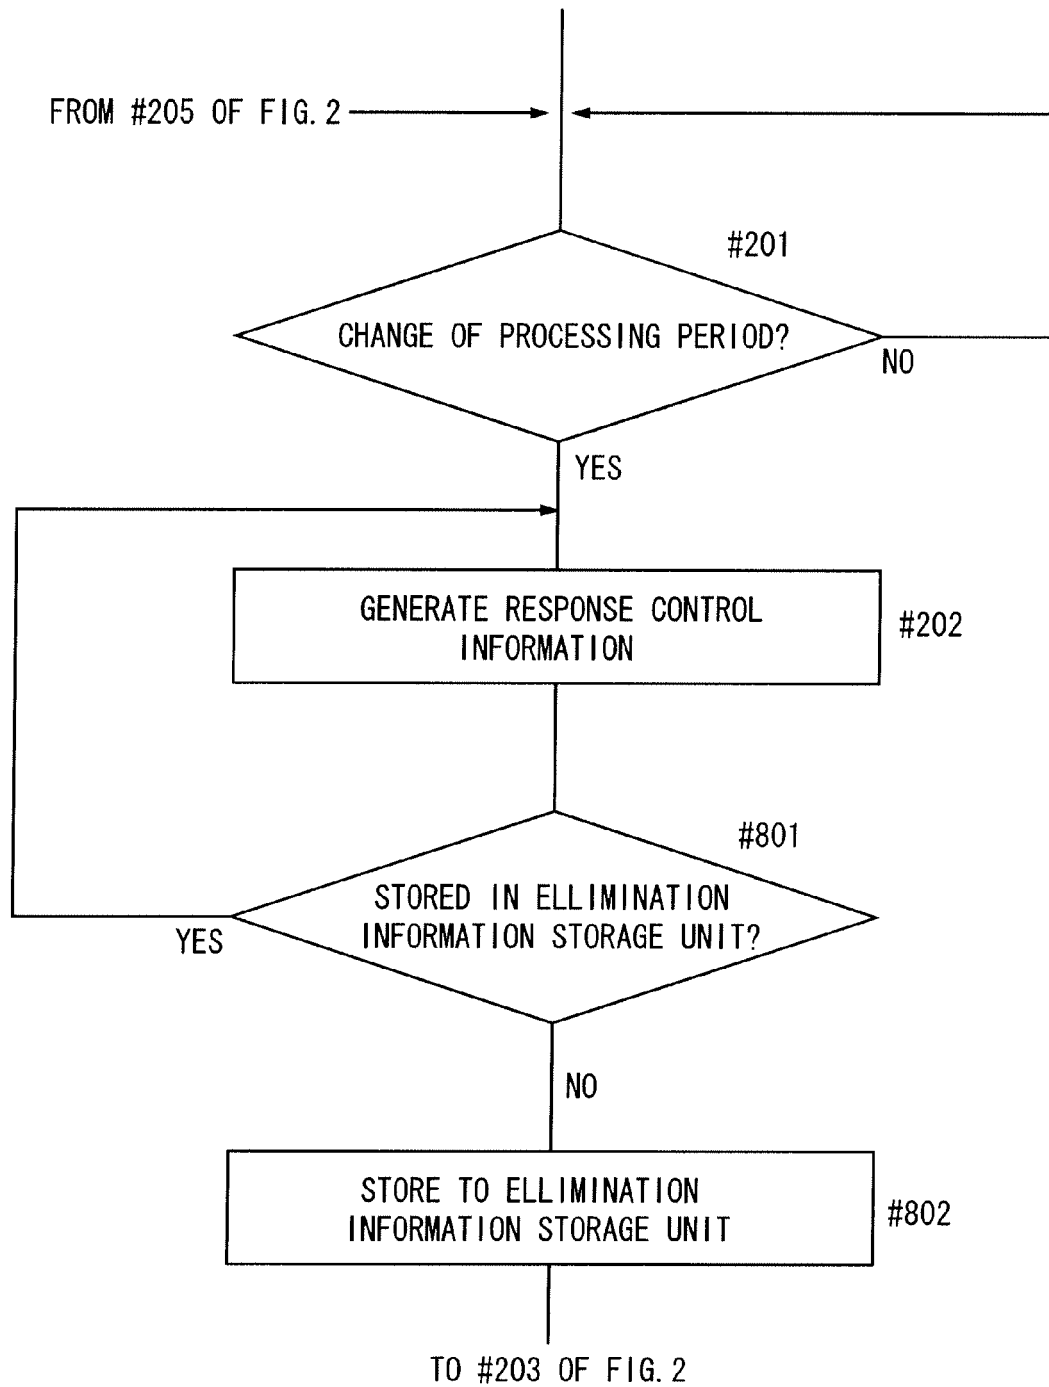 FROM #205 OF FIG. 2
#201
CHANGE OF PROCESSING PERIOD?
NO
YES
GENERATE RESPONSE CONTROL
INFORMATION
#202
#801
STORED IN ELLIMINATION
INFORMATION STORAGE UNIT?
YES
NO
STORE TO ELLIMINATION
INFORMATION STORAGE UNIT
#802
TO #203 OF FIG. 2